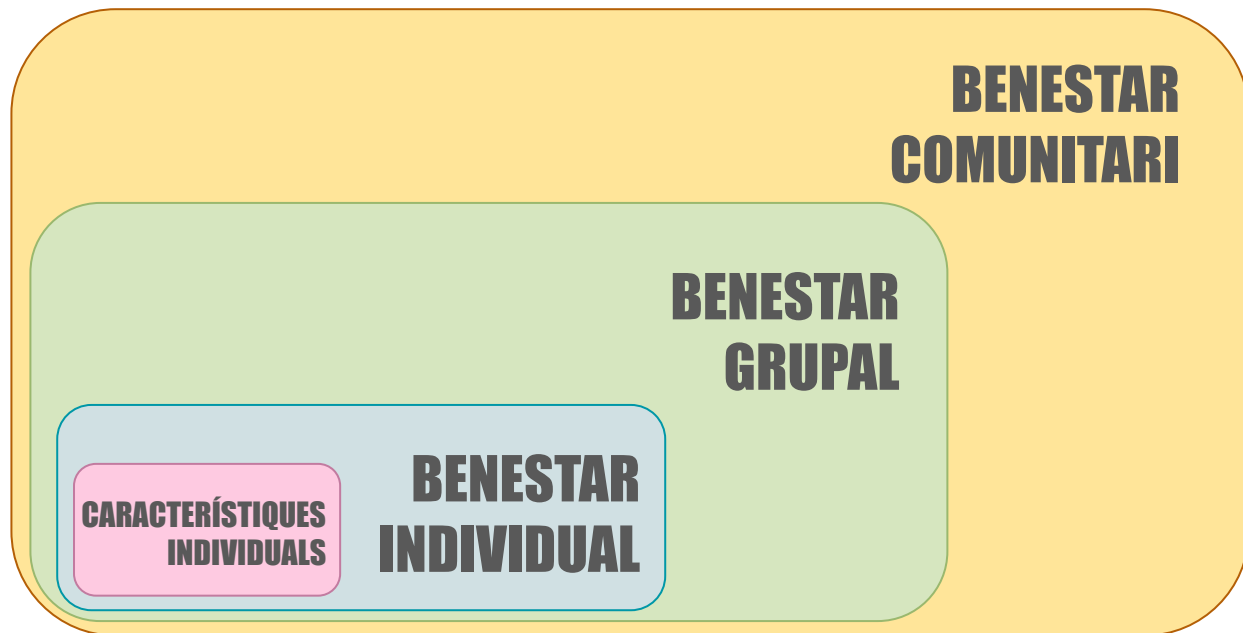 BENESTAR
COMUNITARI
BENESTAR
GRUPAL
BENESTAR
INDIVIDUAL
CARACTERÍSTIQUES
INDIVIDUALS